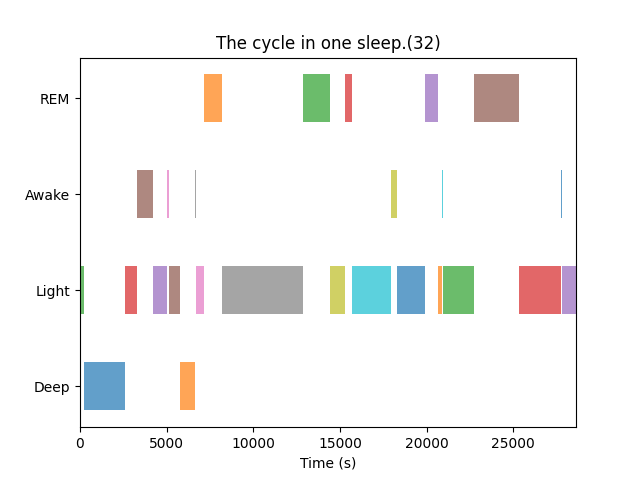 The cycle in one sleep.(32)
REM
Awake
Light
Deep
0 5000 10000 15000 20000 25000
Time (s)